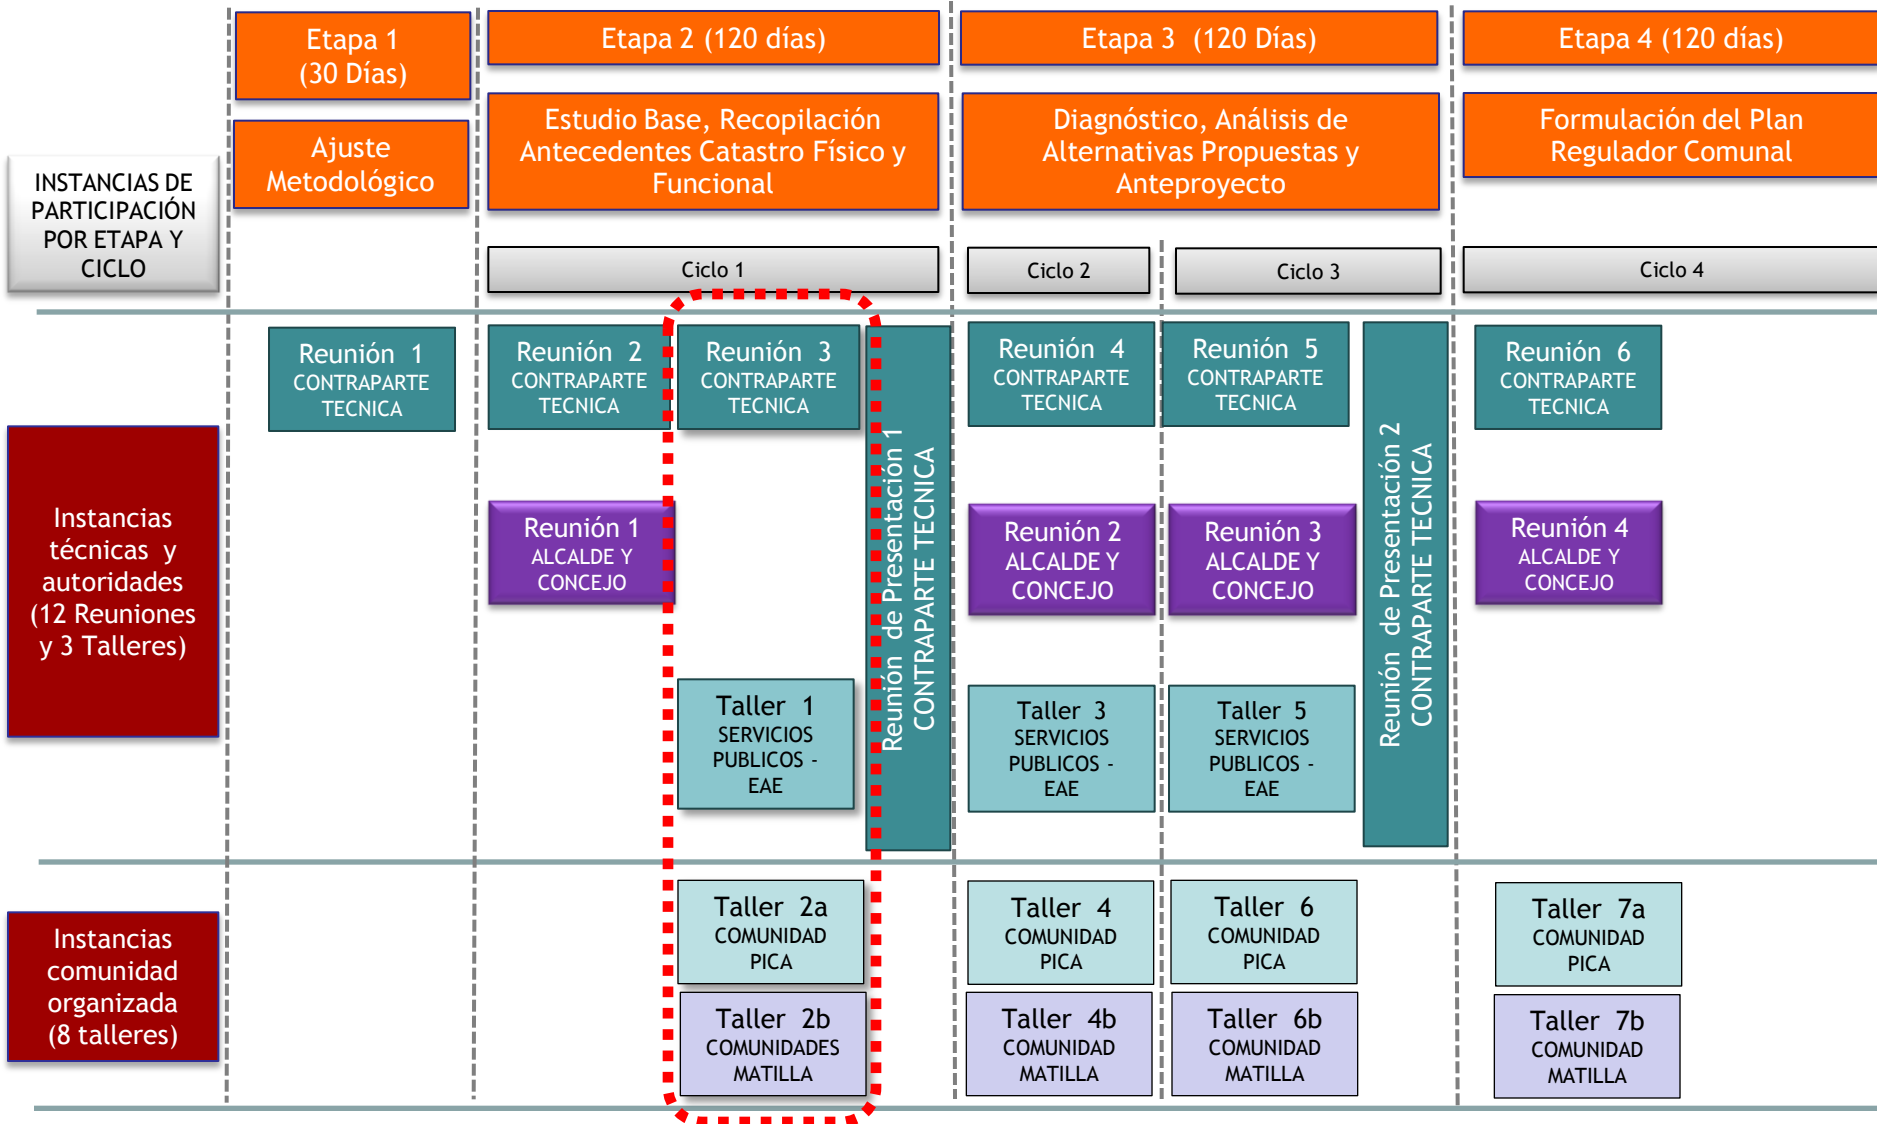 Etapa 1
(30 Días)
Etapa 2 (120 días)
Etapa 3 (120 Días)
Etapa 4 (120 días)
Ajuste
Metodológico
Estudio Base, Recopilación
Antecedentes Catastro Físico y
Funcional
Diagnóstico, Análisis de
Alternativas Propuestas y
Anteproyecto
Formulación del Plan
Regulador Comunal
INSTANCIAS DE
PARTICIPACIÓN
POR ETAPA Y
CICLO
Ciclo 1
Ciclo 2
Ciclo 3
Ciclo 4
Instancias
técnicas y
autoridades
(12 Reuniones
y 3 Talleres)
Reunión 1
CONTRAPARTE
TECNICA
Reunión 2
CONTRAPARTE
TECNICA
Reunión 3
CONTRAPARTE
TECNICA
Reunión de Presentación 1
CONTRAPARTE TECNICA
Reunión 4
CONTRAPARTE
TECNICA
Reunión 5
CONTRAPARTE
TECNICA
Reunión de Presentación 2
CONTRAPARTE TECNICA
Reunión 6
CONTRAPARTE
TECNICA
Reunión 1
ALCALDE Y
CONCEJO
Reunión 2
ALCALDE Y
CONCEJO
Reunión 3
ALCALDE Y
CONCEJO
Reunión 4
ALCALDE Y
CONCEJO
Taller 1
SERVICIOS
PUBLICOS -
EAE
Taller 3
SERVICIOS
PUBLICOS -
EAE
Taller 5
SERVICIOS
PUBLICOS -
EAE
Instancias
comunidad
organizada
(8 talleres)
Taller 2a
COMUNIDAD
PICA
Taller 4
COMUNIDAD
PICA
Taller 6
COMUNIDAD
PICA
Taller 7a
COMUNIDAD
PICA
Taller 2b
COMUNIDADES
MATILLA
Taller 4b
COMUNIDAD
MATILLA
Taller 6b
COMUNIDAD
MATILLA
Taller 7b
COMUNIDAD
MATILLA